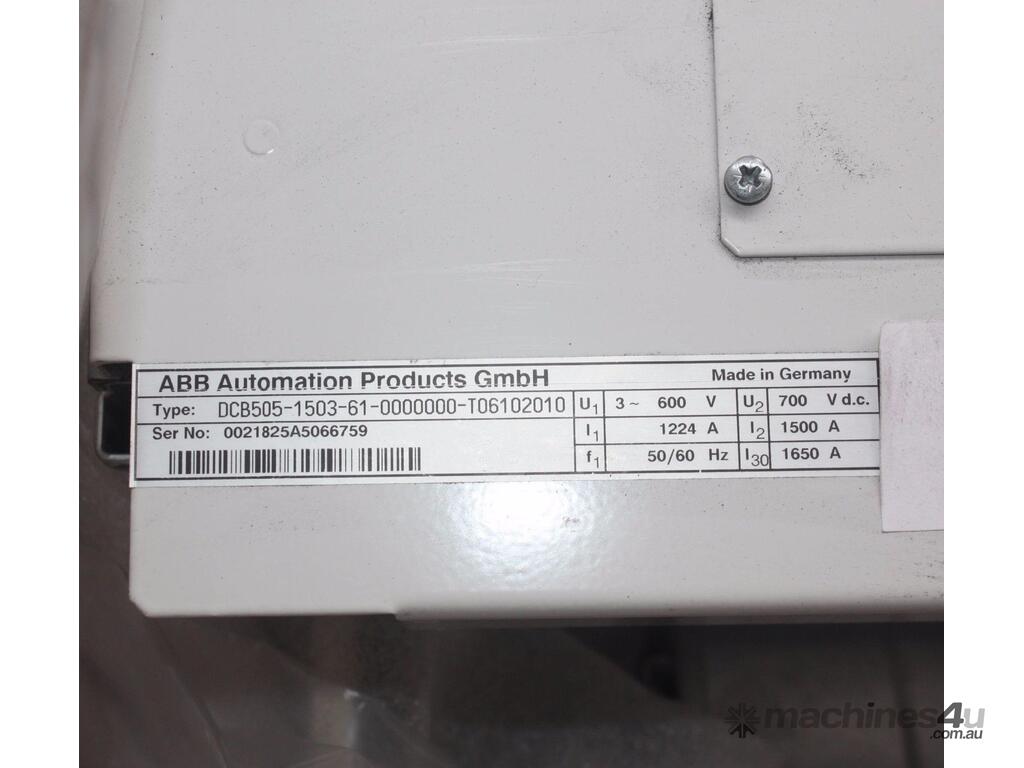 ABB Automation Products GmbH Made in Germany
Type: DCB505-1503-61-0000000-T06102010 U1 3~ 600 V U2 700 V d.c.
Ser No: 0021825A5066759 I1 1224 A I2 1500 A
f1 50/60 Hz I30 1650 A
machines4u
.com.au